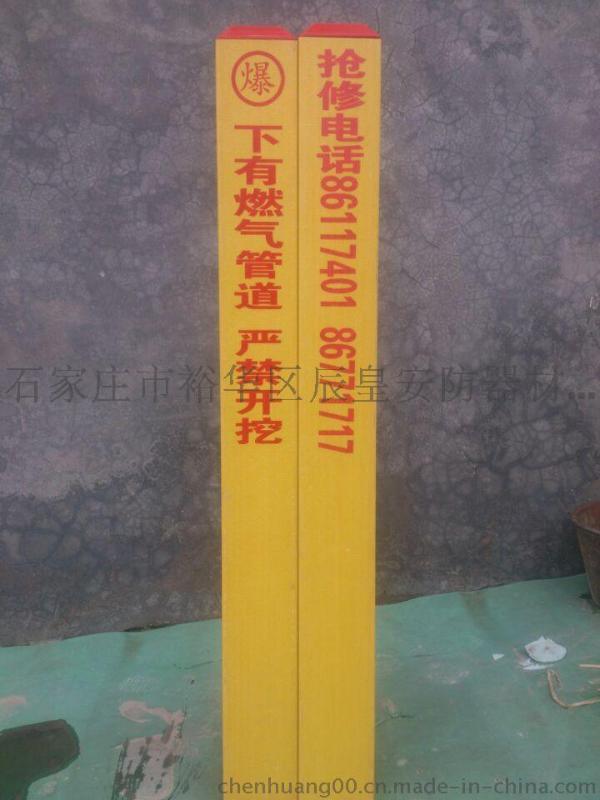 爆
下有燃气管道 严禁开挖
抢修电话86117401 86721717
石家庄市裕华区辰皇安防器材...
chenhuang00.cn.made-in-china.com